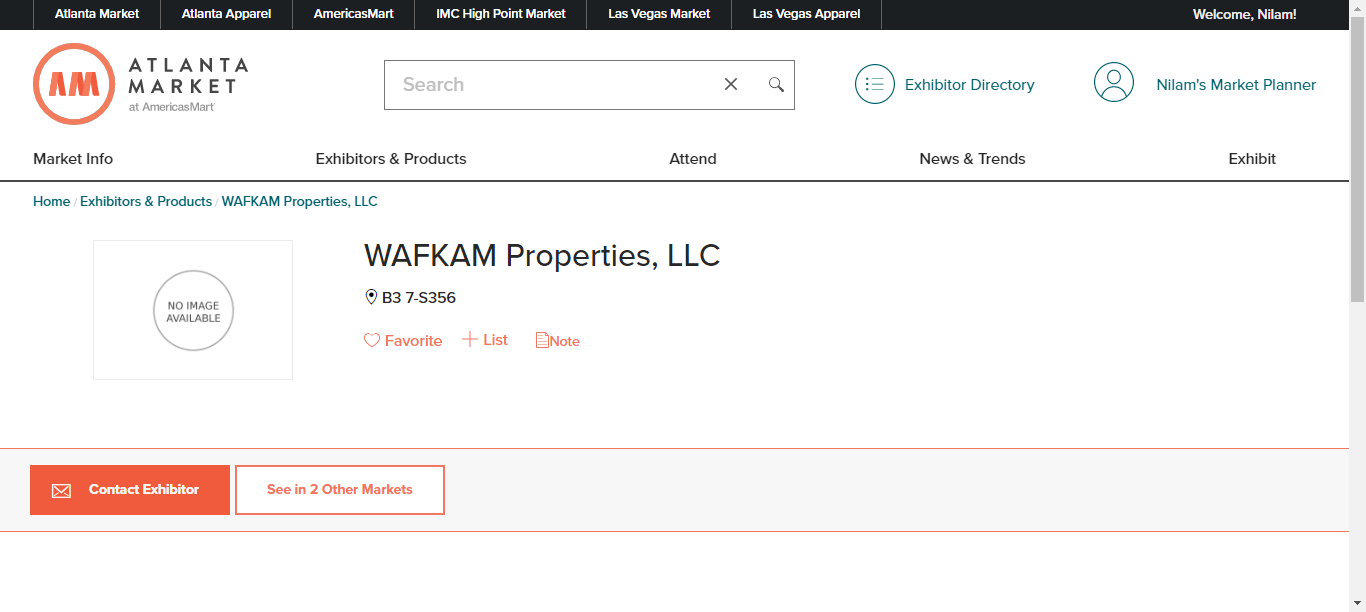 Atlanta Market Atlanta Apparel AmericasMart IMC High Point Market Las Vegas Market Las Vegas Apparel Welcome, Nilam!
AM
ATLANTA
MARKET
at AmericasMart
Search
Exhibitor Directory
Nilam's Market Planner
Market Info Exhibitors & Products Attend News & Trends Exhibit
Home / Exhibitors & Products / WAFKAM Properties, LLC
NO IMAGE
AVAILABLE
WAFKAM Properties, LLC
B3 7-S356
Favorite List Note
Contact Exhibitor See in 2 Other Markets